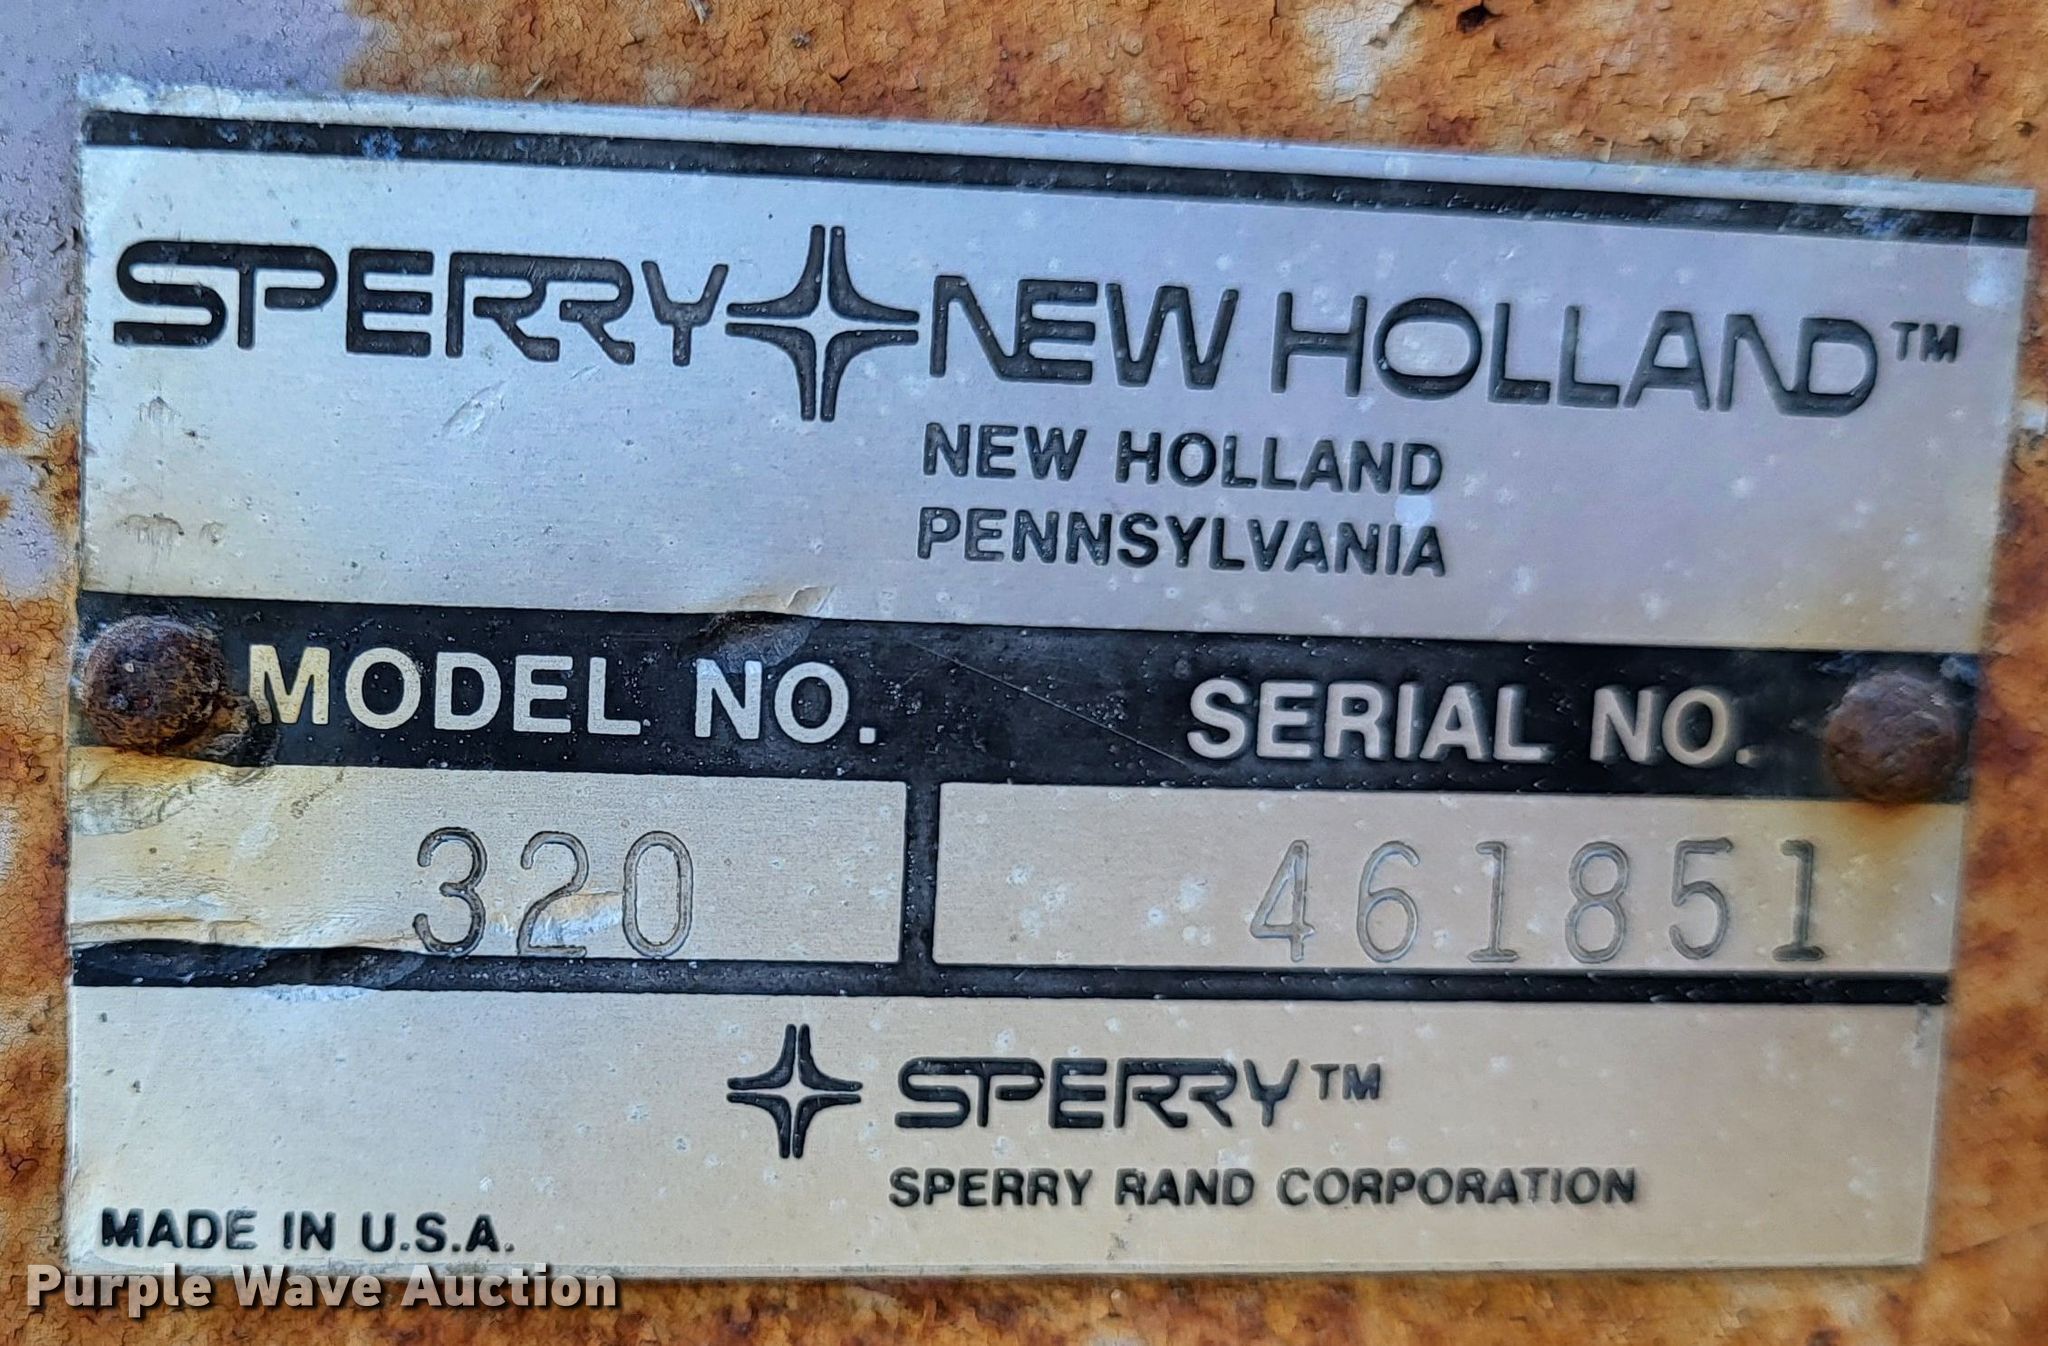 SPERRY NEW HOLLAND™
NEW HOLLAND
PENNSYLVANIA
MODEL NO. SERIAL NO.
320 461851
SPERRY™
SPERRY RAND CORPORATION
MADE IN U.S.A.
Purple Wave Auction